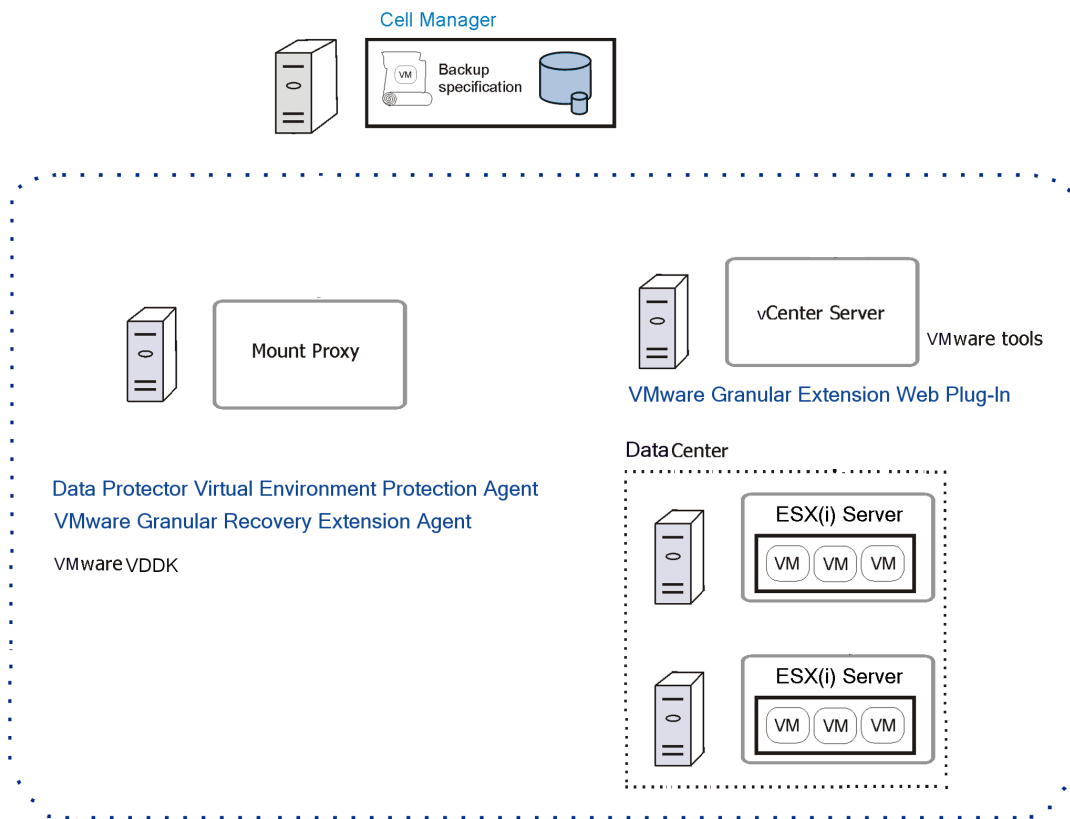 Cell Manager
VM
Backup
specification
Mount Proxy
vCenter Server
VMware tools
VMware Granular Extension Web Plug-In
Data Center
Data Protector Virtual Environment Protection Agent
VMware Granular Recovery Extension Agent
VMware VDDK
ESX(i) Server
VM VM VM
ESX(i) Server
VM VM VM